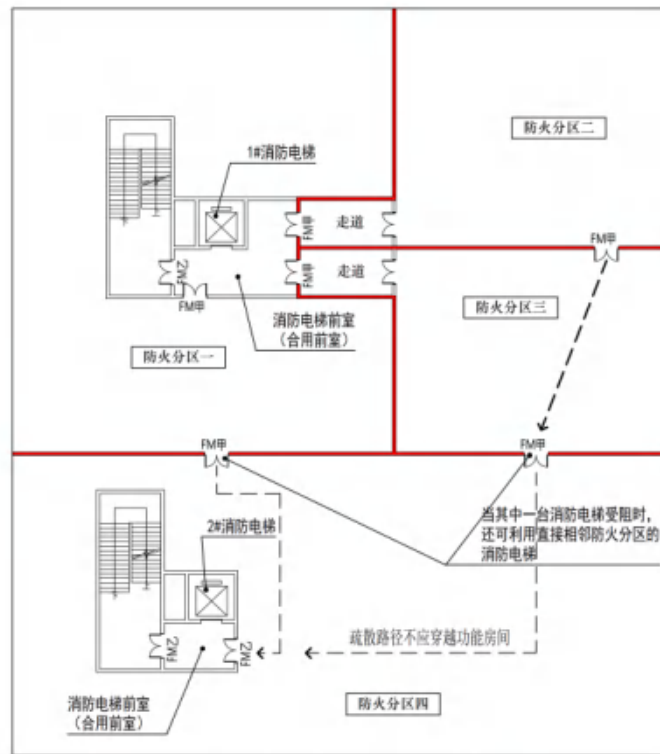 防火分区二
1#消防电梯
FM甲
走道
FM甲
FM甲
走道
FM乙
FM甲
防火分区三
消防电梯前室
（合用前室）
防火分区一
FM甲
FM甲
当其中一台消防电梯受阻时，
还可利用直接相邻防火分区的
消防电梯
2#消防电梯
疏散路径不应穿越功能房间
FM乙
FM乙
消防电梯前室
（合用前室）
防火分区四